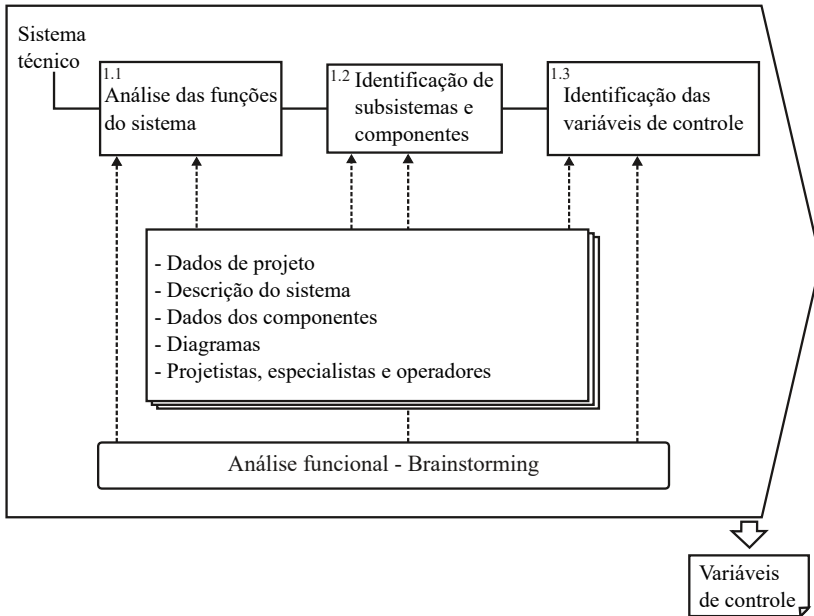 Sistema
técnico
1.1
Análise das funções
do sistema
1.2
Identificação de
subsistemas e
componentes
1.3
Identificação das
variáveis de controle
- Dados de projeto
- Descrição do sistema
- Dados dos componentes
- Diagramas
- Projetistas, especialistas e operadores
Análise funcional - Brainstorming
Variáveis
de controle